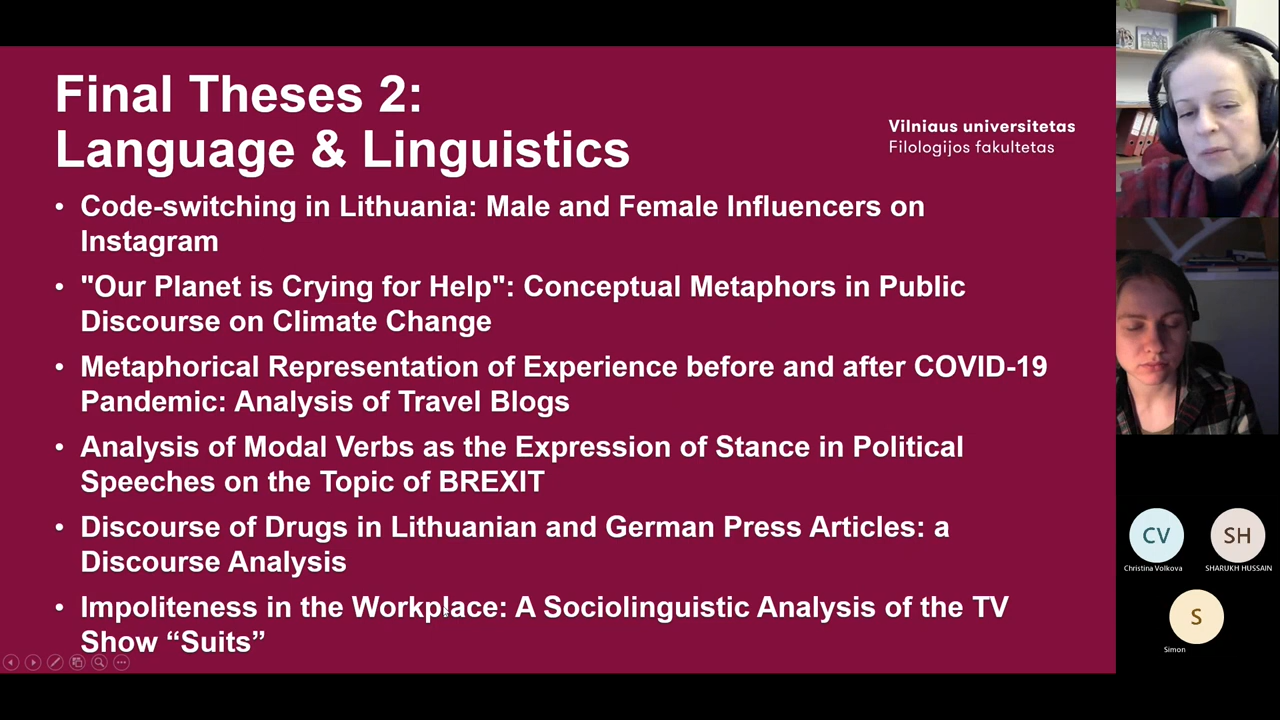 Final Theses 2:
Language & Linguistics
Vilniaus universitetas
Filologijos fakultetas
• Code-switching in Lithuania: Male and Female Influencers on
Instagram
• "Our Planet is Crying for Help": Conceptual Metaphors in Public
Discourse on Climate Change
• Metaphorical Representation of Experience before and after COVID-19
Pandemic: Analysis of Travel Blogs
• Analysis of Modal Verbs as the Expression of Stance in Political
Speeches on the Topic of BREXIT
• Discourse of Drugs in Lithuanian and German Press Articles: a
Discourse Analysis
• Impoliteness in the Workplace: A Sociolinguistic Analysis of the TV
Show “Suits”
CV
Christina Volkova
SH
SHARUKH HUSSAIN
S
Simon